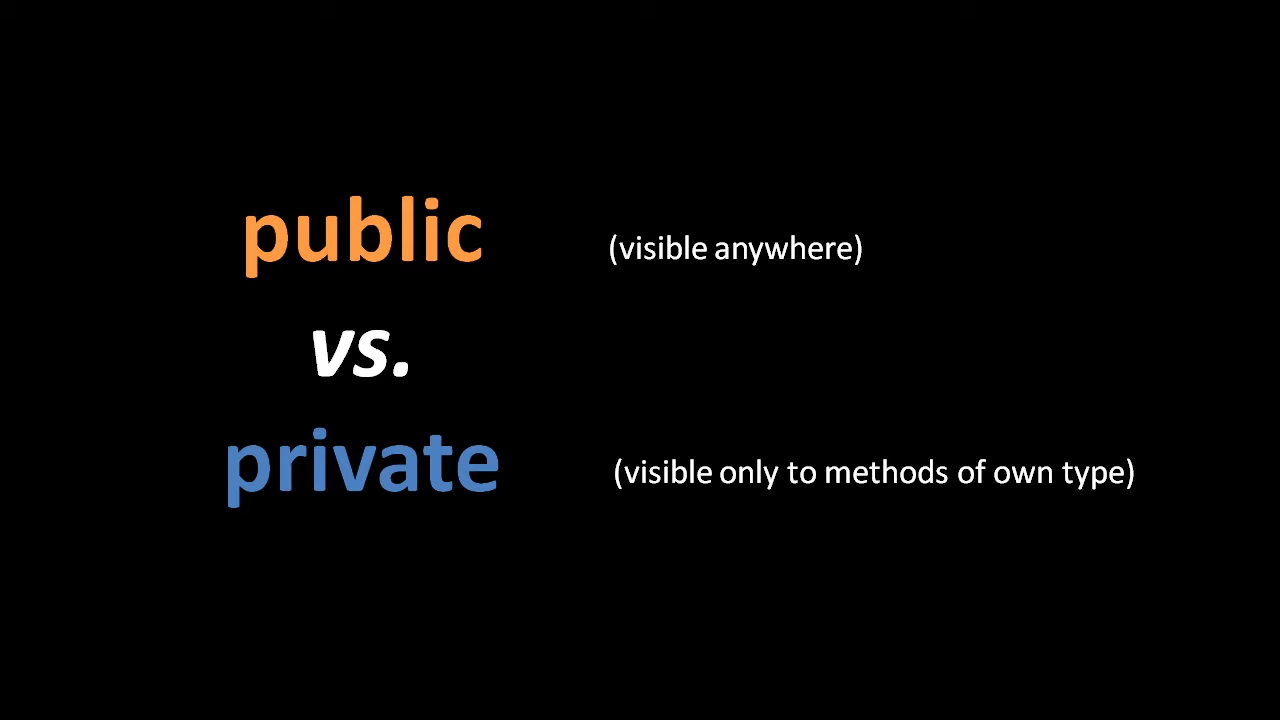 public (visible anywhere)
vs.
private (visible only to methods of own type)